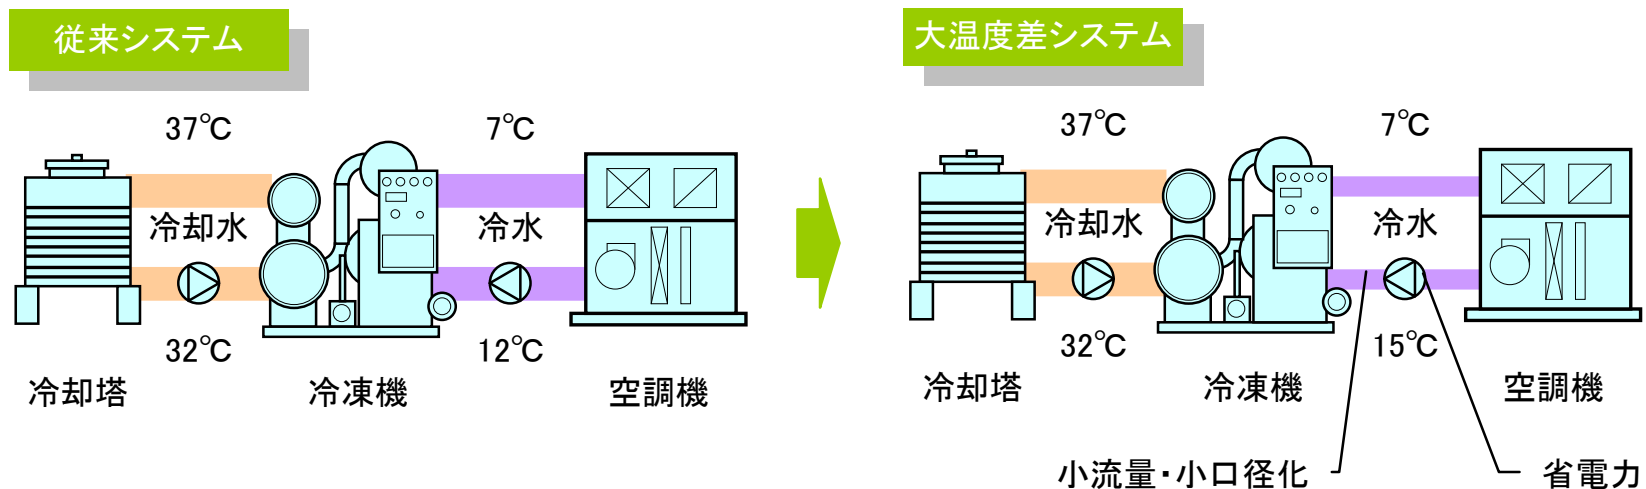 従来システム
37℃
7℃
冷却水
冷水
32℃
12℃
冷却塔
冷凍機
空調機
大温度差システム
37℃
7℃
冷却水
冷水
32℃
15℃
冷却塔
冷凍機
空調機
小流量・小口径化
省電力